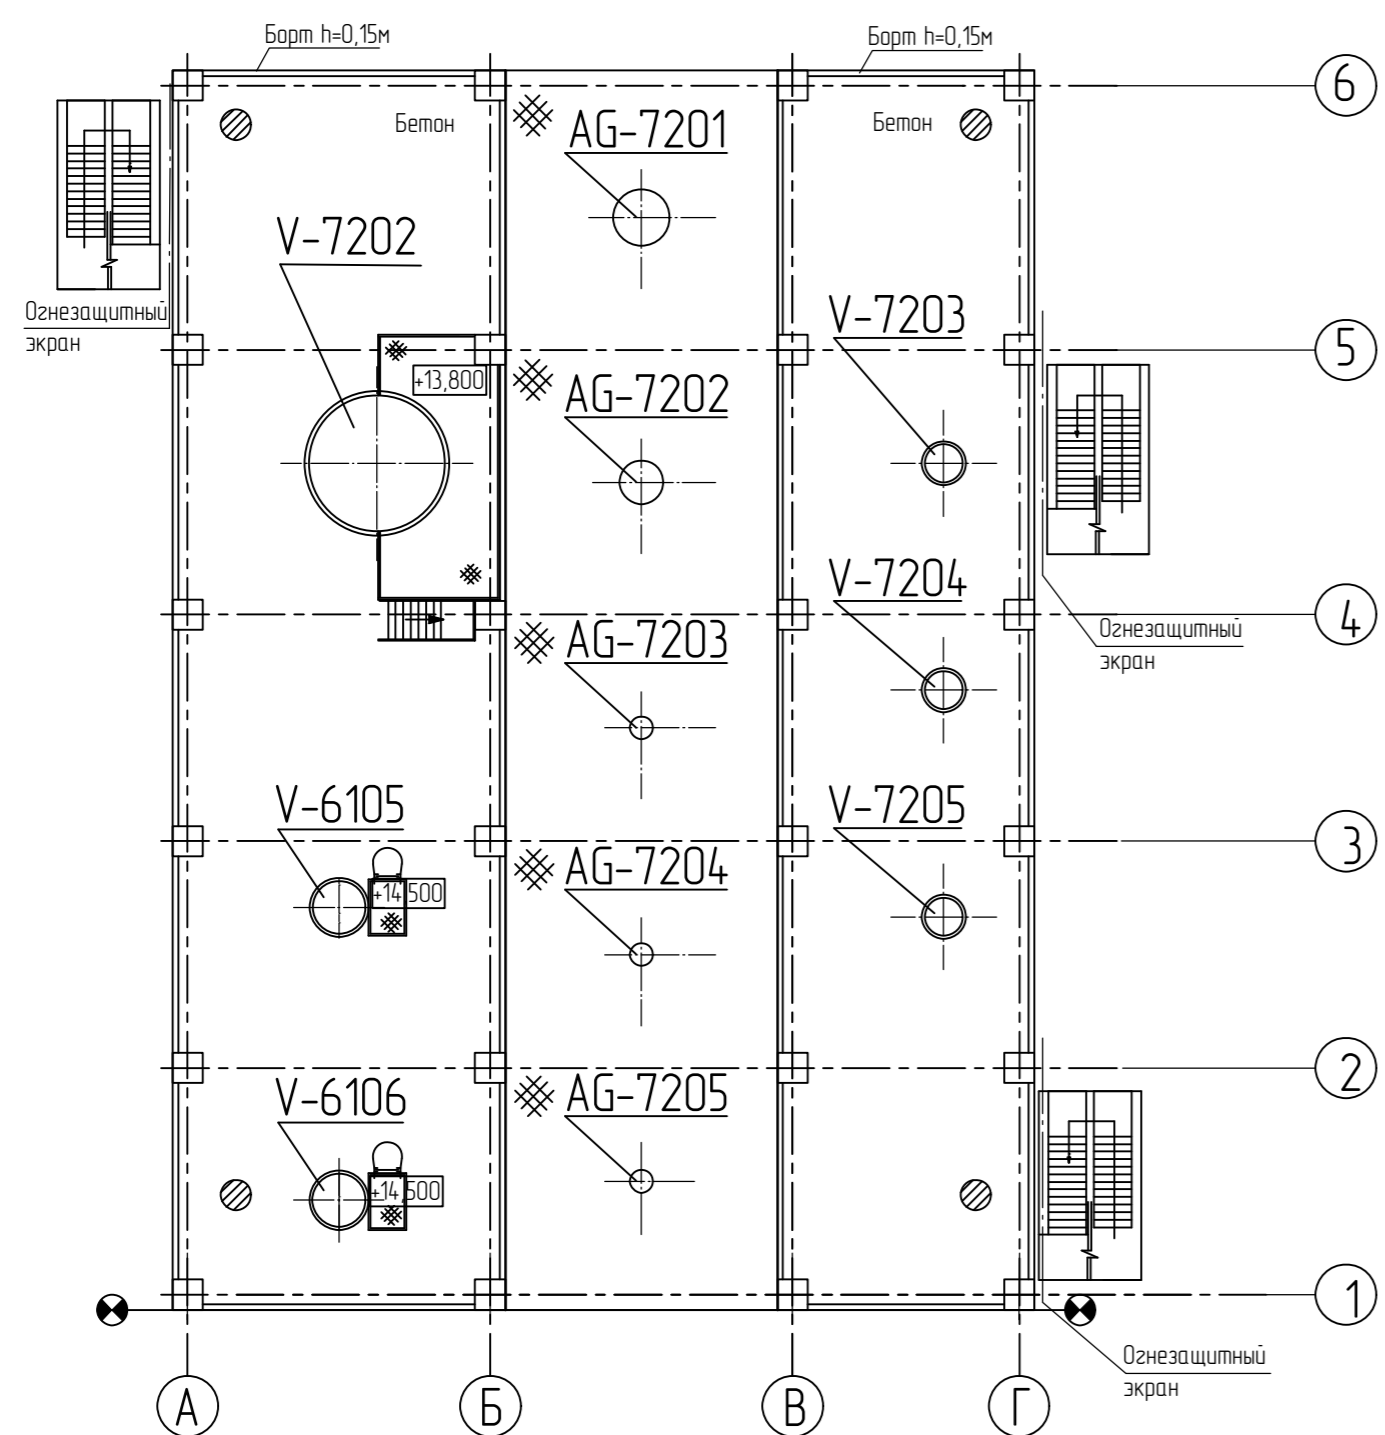 Борт h=0,15м
Борт h=0,15м
6
Бетон
AG-7201
Бетон
V-7202
Огнезащитный
экран
V-7203
5
+13,800
AG-7202
V-7204
4
AG-7203
Огнезащитный
экран
V-6105
V-7205
3
AG-7204
+14,500
2
V-6106
AG-7205
+14,500
1
Огнезащитный
экран
А
Б
В
Г